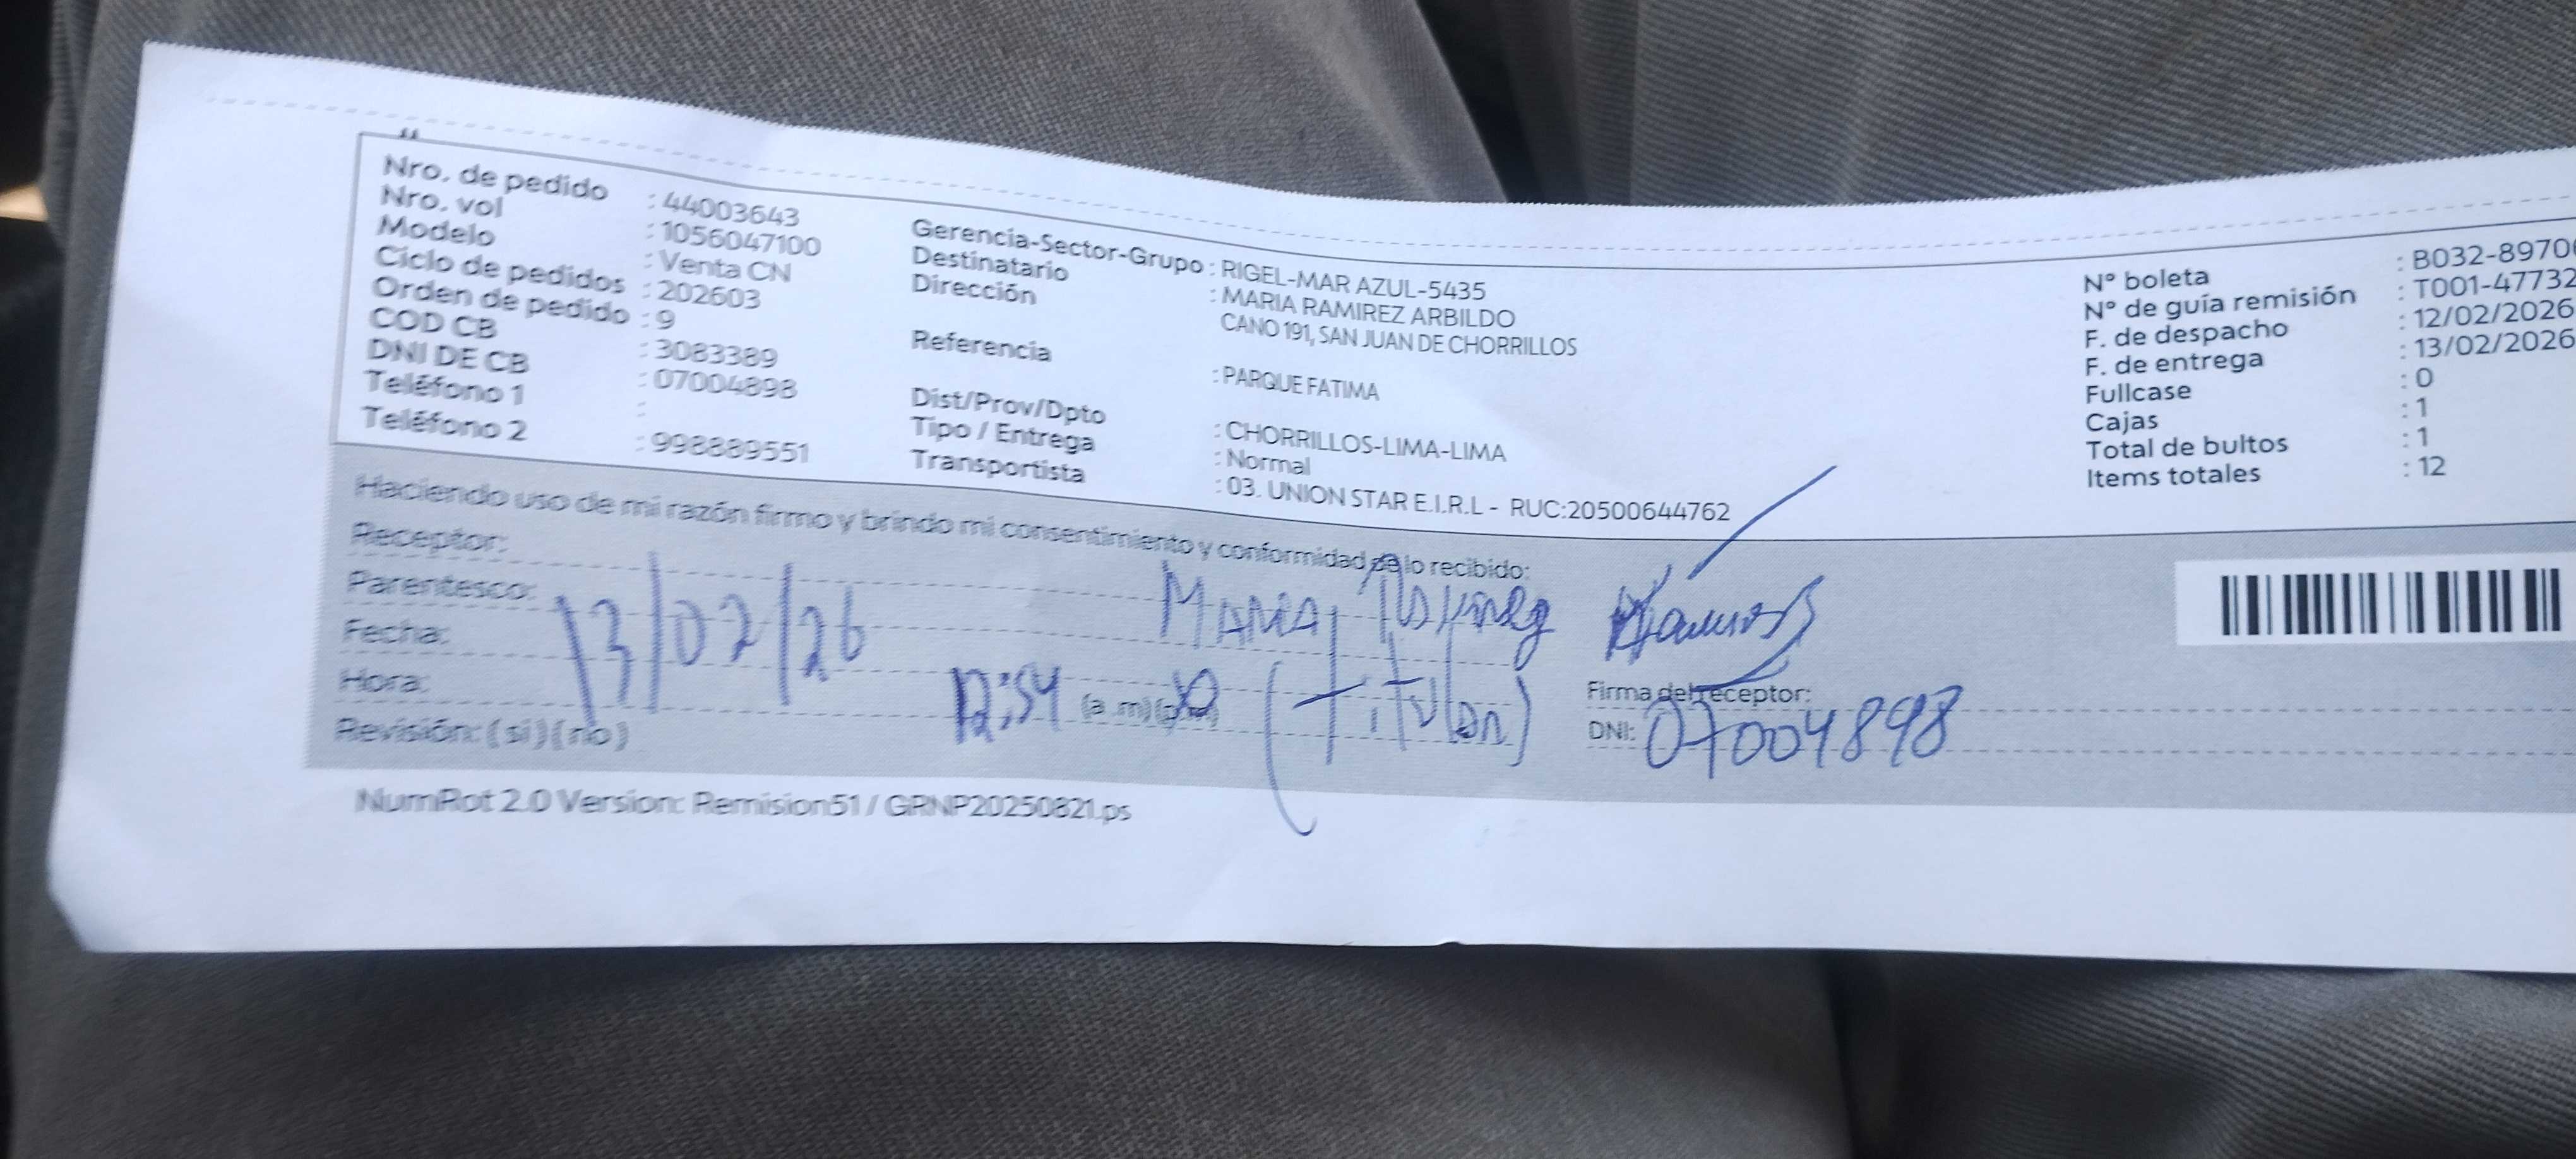 Nro. de pedido : 44003643
Nro. vol : 1056047100
Modelo : Venta CN
Ciclo de pedidos : 202603
Orden de pedido : 9
COD CB : 3083389
DNI DE CB : 07004898
Teléfono 1 :
Teléfono 2 : 998889551
Gerencia-Sector-Grupo : RIGEL-MAR AZUL-5435
Destinatario : MARIA RAMIREZ ARBILDO
Dirección CANO 191, SAN JUAN DE CHORRILLOS
Referencia : PARQUE FATIMA
Dist/Prov/Dpto : CHORRILLOS-LIMA-LIMA
Tipo / Entrega : Normal
Transportista : 03. UNION STAR E.I.R.L - RUC:20500644762
N° boleta : B032-8970
N° de guía remisión : T001-47732
F. de despacho : 12/02/2026
F. de entrega : 13/02/2026
Fullcase : 0
Cajas : 1
Total de bultos : 1
Items totales : 12
Haciendo uso de mi razón firmo y brindo mi consentimiento y conformidad de lo recibido:
Receptor: Maria
Parentesco: (Titular)
Fecha: 13/02/26
Hora: 12:54 (a.m)(p.m)
Revisión: (si)(no)
Firma del receptor:
DNI: 07004898
NumRot 2.0 Version: Remision51 / GRNP20250821.ps